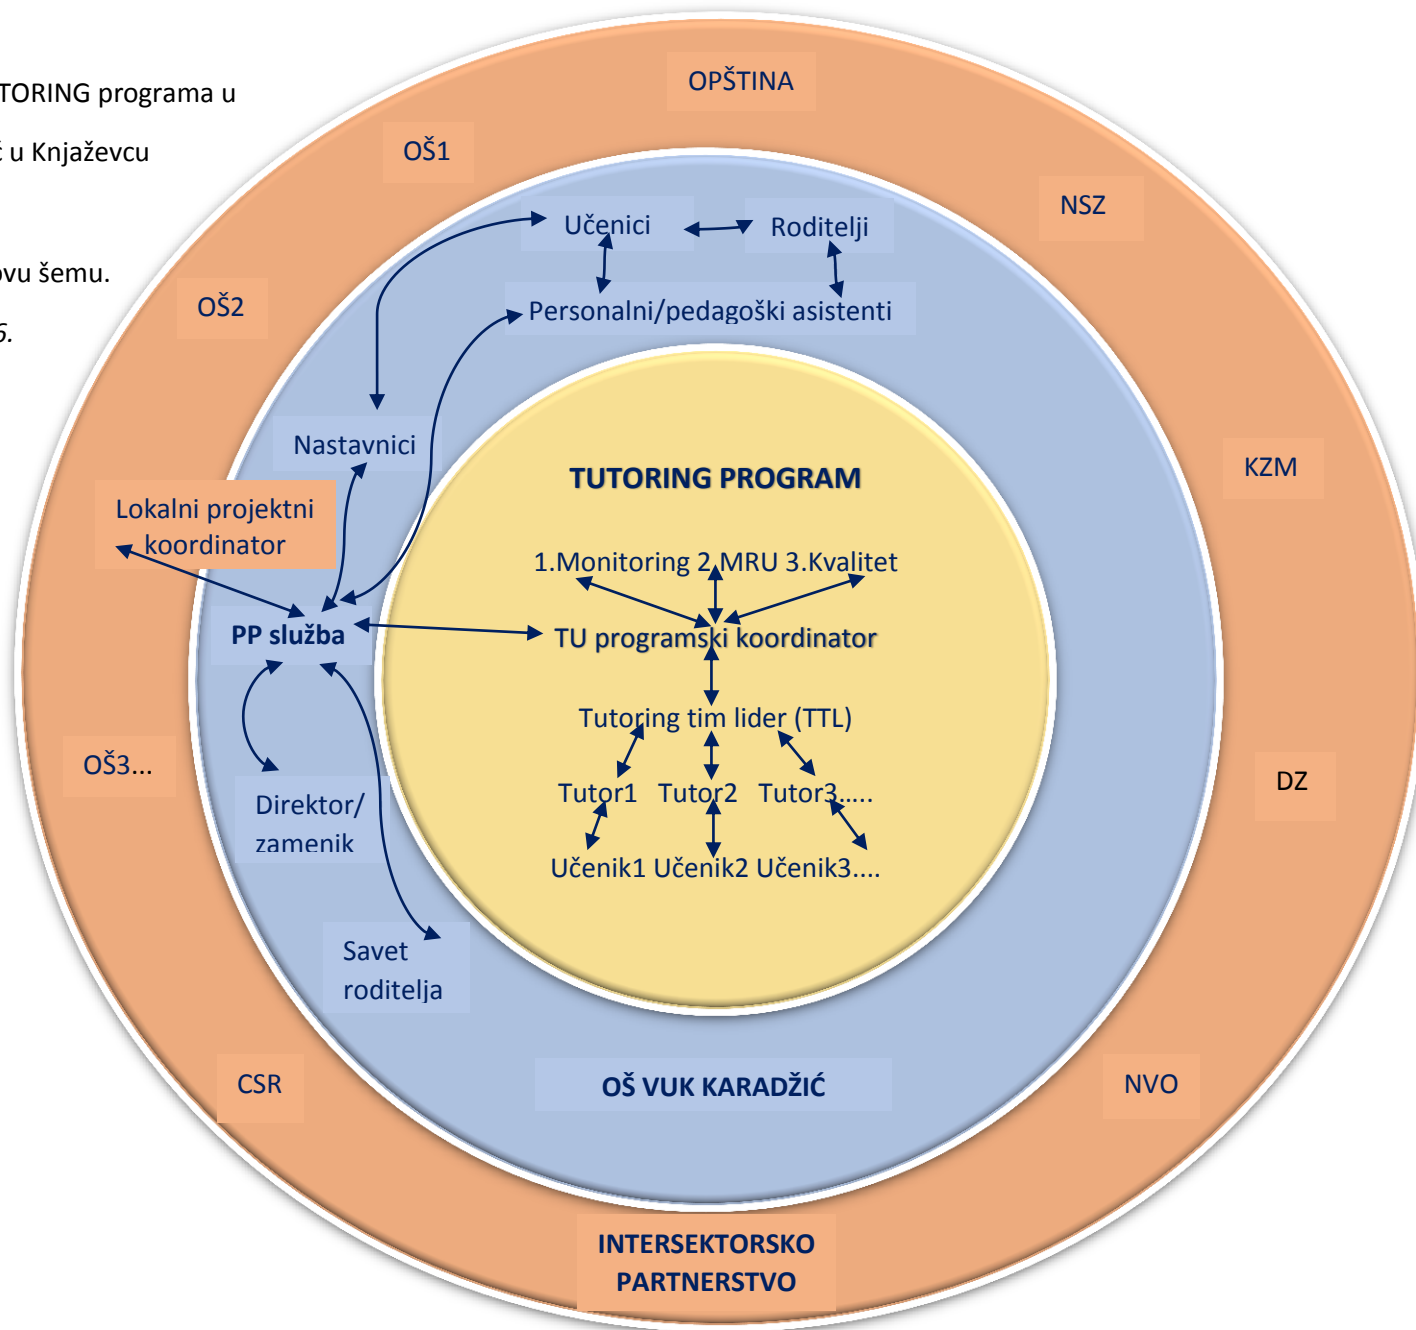 TORING programa u
ć u Knjaževcu
ovu šemu.
6.
OPŠTINA
OŠ1
NSZ
OŠ2
Učenici
Roditelji
Personalni/pedagoški asistenti
Nastavnici
KZM
Lokalni projektni
koordinator
TUTORING PROGRAM
1.Monitoring 2.MRU 3.Kvalitet
PP služba
TU programski koordinator
Tutoring tim lider (TTL)
OŠ3...
DZ
Tutor1 Tutor2 Tutor3.....
Direktor/
zamenik
Učenik1 Učenik2 Učenik3....
Savet
roditelja
CSR
OŠ VUK KARADŽIĆ
NVO
INTERSEKTORSKO
PARTNERSTVO